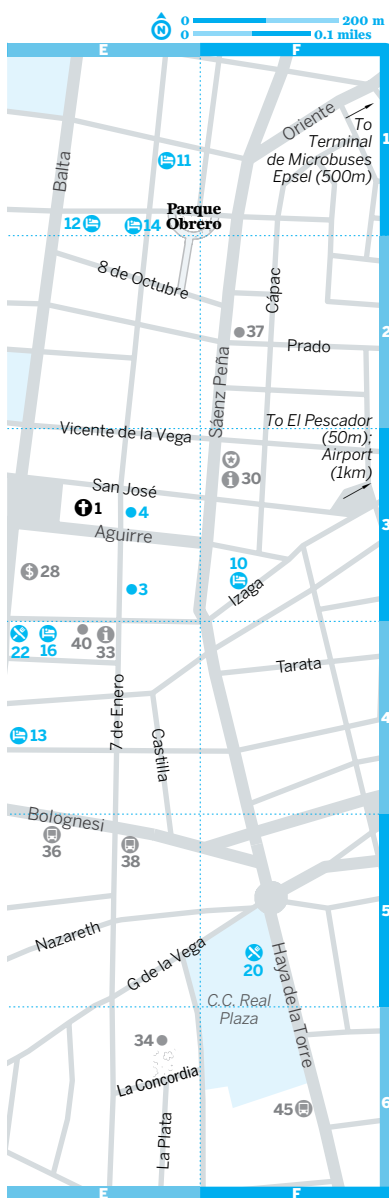 N
0 200 m
0 0.1 miles
E F
Oriente
1
To
Terminal
de Microbuses
Epsel (500m)
Balta
11
Parque
Obrero
12
14
8 de Octubre
Cápac
2
37
Prado
Sáenz Peña
To El Pescador
(50m);
Airport
(1km)
Vicente de la Vega
30
San José
1
4
3
Aguirre
10
28
3
Izaga
22
16
40
33
Tarata
4
7 de Enero
13
Castilla
Bolognesi
36
38
5
Nazareth
G de la Vega
20
Haya de la Torre
C.C. Real
Plaza
34
La Concordia
45
6
La Plata
E F